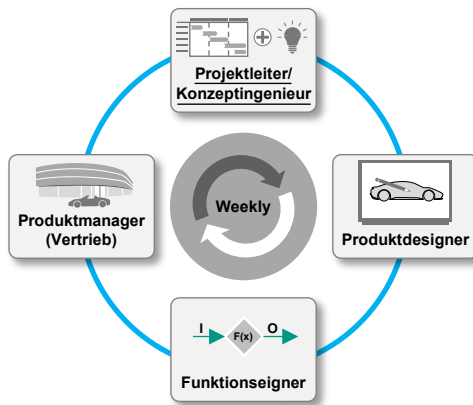 Projektleiter/
Konzeptingenieur
Produktmanager
(Vertrieb)
Weekly
Produktdesigner
I
F(x)
O
Funktionseigner